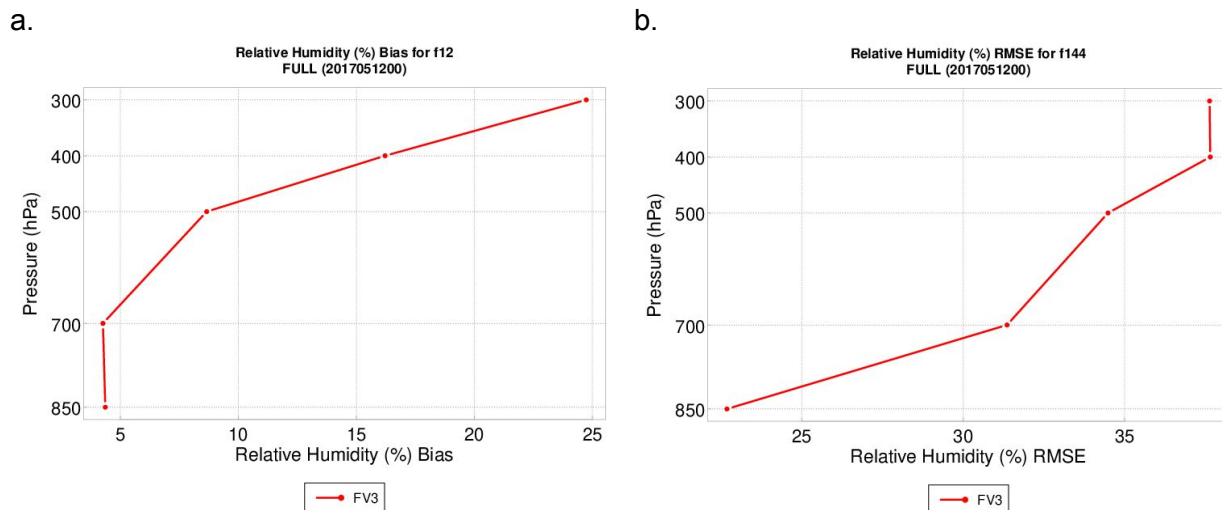 a.
Relative Humidity (%) Bias for f12
FULL (2017051200)
Pressure (hPa)
300
400
500
700
850
5 10 15 20 25
Relative Humidity (%) Bias
FV3
b.
Relative Humidity (%) RMSE for f144
FULL (2017051200)
Pressure (hPa)
300
400
500
700
850
25 30 35
Relative Humidity (%) RMSE
FV3